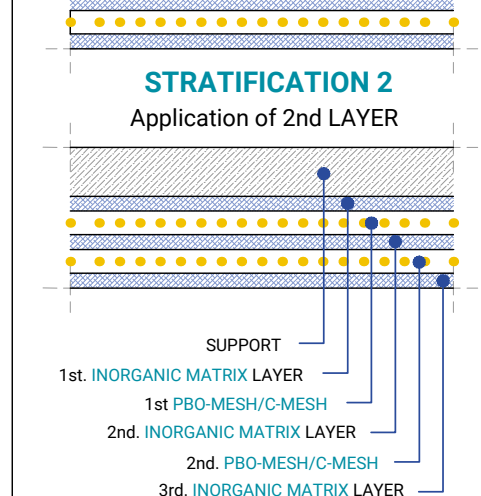 STRATIFICATION 2
Application of 2nd LAYER
SUPPORT
1st. INORGANIC MATRIX LAYER
1st PBO-MESH/C-MESH
2nd. INORGANIC MATRIX LAYER
2nd. PBO-MESH/C-MESH
3rd. INORGANIC MATRIX LAYER